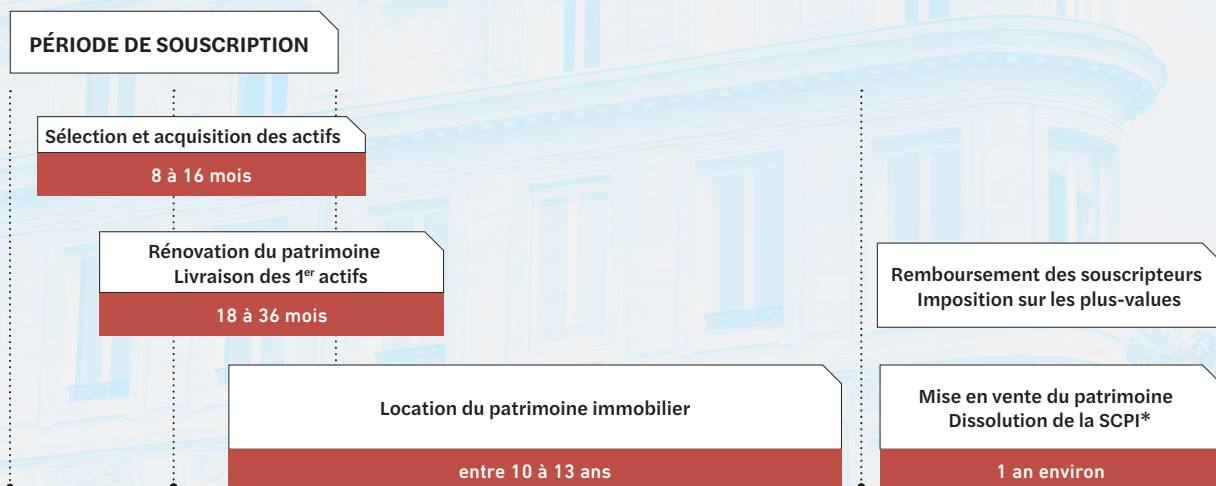 PÉRIODE DE SOUSCRIPTION
Sélection et acquisition des actifs
8 à 16 mois
Rénovation du patrimoine
Livraison des 1er actifs
18 à 36 mois
Remboursement des souscripteurs
Imposition sur les plus-values
Location du patrimoine immobilier
entre 10 à 13 ans
Mise en vente du patrimoine
Dissolution de la SCPI*
1 an environ